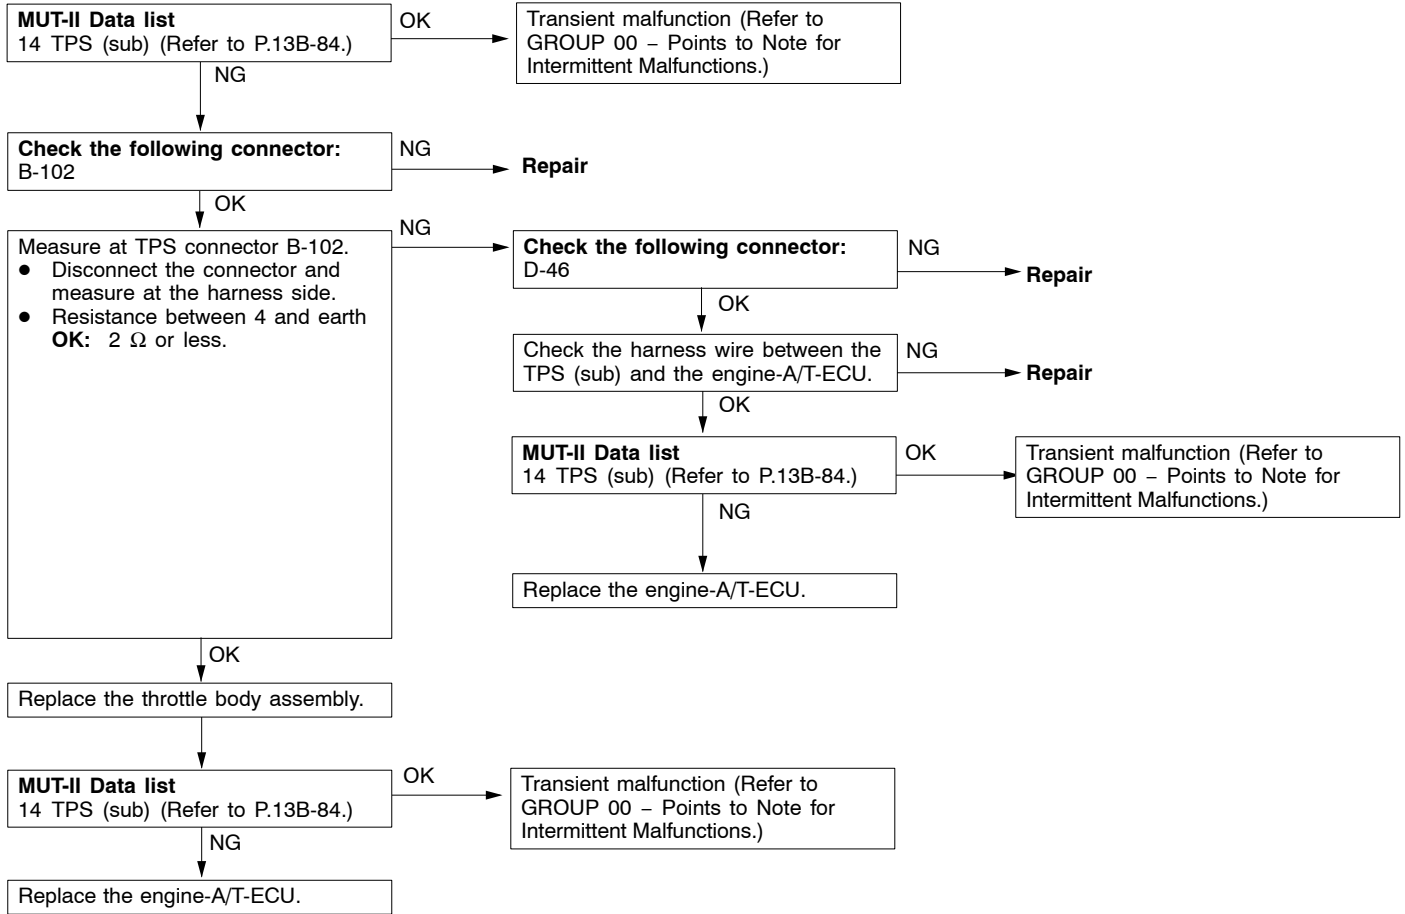 MUT-II Data list
14 TPS (sub) (Refer to P.13B-84.)
OK
Transient malfunction (Refer to
GROUP 00 – Points to Note for
Intermittent Malfunctions.)
NG
Check the following connector:
B-102
NG
Repair
OK
Measure at TPS connector B-102.
● Disconnect the connector and
measure at the harness side.
● Resistance between 4 and earth
OK: 2 Ω or less.
NG
Check the following connector:
D-46
NG
Repair
OK
Check the harness wire between the
TPS (sub) and the engine-A/T-ECU.
NG
Repair
OK
MUT-II Data list
14 TPS (sub) (Refer to P.13B-84.)
OK
Transient malfunction (Refer to
GROUP 00 – Points to Note for
Intermittent Malfunctions.)
NG
Replace the engine-A/T-ECU.
OK
Replace the throttle body assembly.
MUT-II Data list
14 TPS (sub) (Refer to P.13B-84.)
OK
Transient malfunction (Refer to
GROUP 00 – Points to Note for
Intermittent Malfunctions.)
NG
Replace the engine-A/T-ECU.